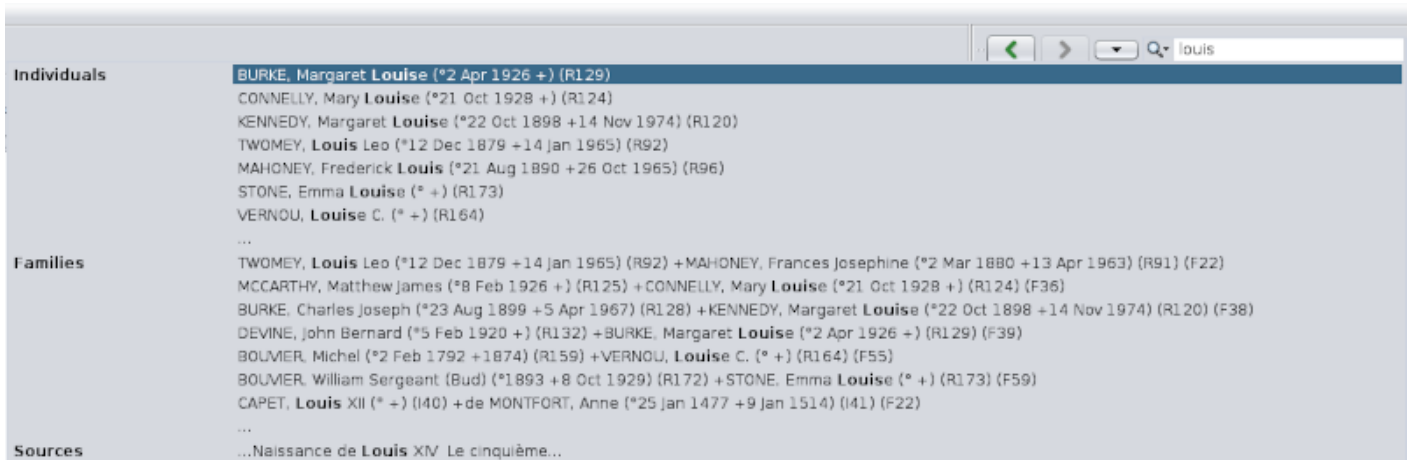 louis
Individuals BURKE, Margaret Louise (°2 Apr 1926 +) (R129)
CONNELLY, Mary Louise (°21 Oct 1928 +) (R124)
KENNEDY, Margaret Louise (°22 Oct 1898 +14 Nov 1974) (R120)
TWOMEY, Louis Leo (°12 Dec 1879 +14 Jan 1965) (R92)
MAHONEY, Frederick Louis (°21 Aug 1890 +26 Oct 1965) (R96)
STONE, Emma Louise (° +) (R173)
VERNOU, Louise C. (° +) (R164)
...
Families TWOMEY, Louis Leo (°12 Dec 1879 +14 Jan 1965) (R92) +MAHONEY, Frances Josephine (°2 Mar 1880 +13 Apr 1963) (R91) (F22)
MCCARTHY, Matthew James (°8 Feb 1926 +) (R125) +CONNELLY, Mary Louise (°21 Oct 1928 +) (R124) (F36)
BURKE, Charles Joseph (°23 Aug 1899 +5 Apr 1967) (R128) +KENNEDY, Margaret Louise (°22 Oct 1898 +14 Nov 1974) (R120) (F38)
DEVINE, John Bernard (°5 Feb 1920 +) (R132) +BURKE, Margaret Louise (°2 Apr 1926 +) (R129) (F39)
BOUVIER, Michel (°2 Feb 1792 +1874) (R159) +VERNOU, Louise C. (° +) (R164) (F55)
BOUVIER, William Sergeant (Bud) (°1893 +8 Oct 1929) (R172) +STONE, Emma Louise (° +) (R173) (F59)
CAPET, Louis XII (° +) (I40) +de MONTFORT, Anne (°25 Jan 1477 +9 Jan 1514) (I41) (F22)
...
Sources ...Naissance de Louis XIV Le cinquième...